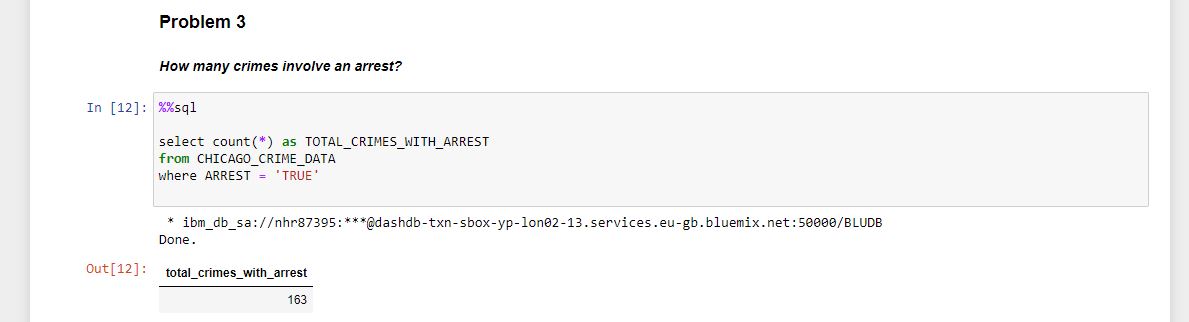 Problem 3
How many crimes involve an arrest?
In [12]: %%sql
select count(*) as TOTAL_CRIMES_WITH_ARREST
from CHICAGO_CRIME_DATA
where ARREST = 'TRUE'
* ibm_db_sa://nhr87395:***@dashdb-txn-sbox-yp-lon02-13.services.eu-gb.bluemix.net:50000/BLUDB
Done.
Out[12]: total_crimes_with_arrest
163